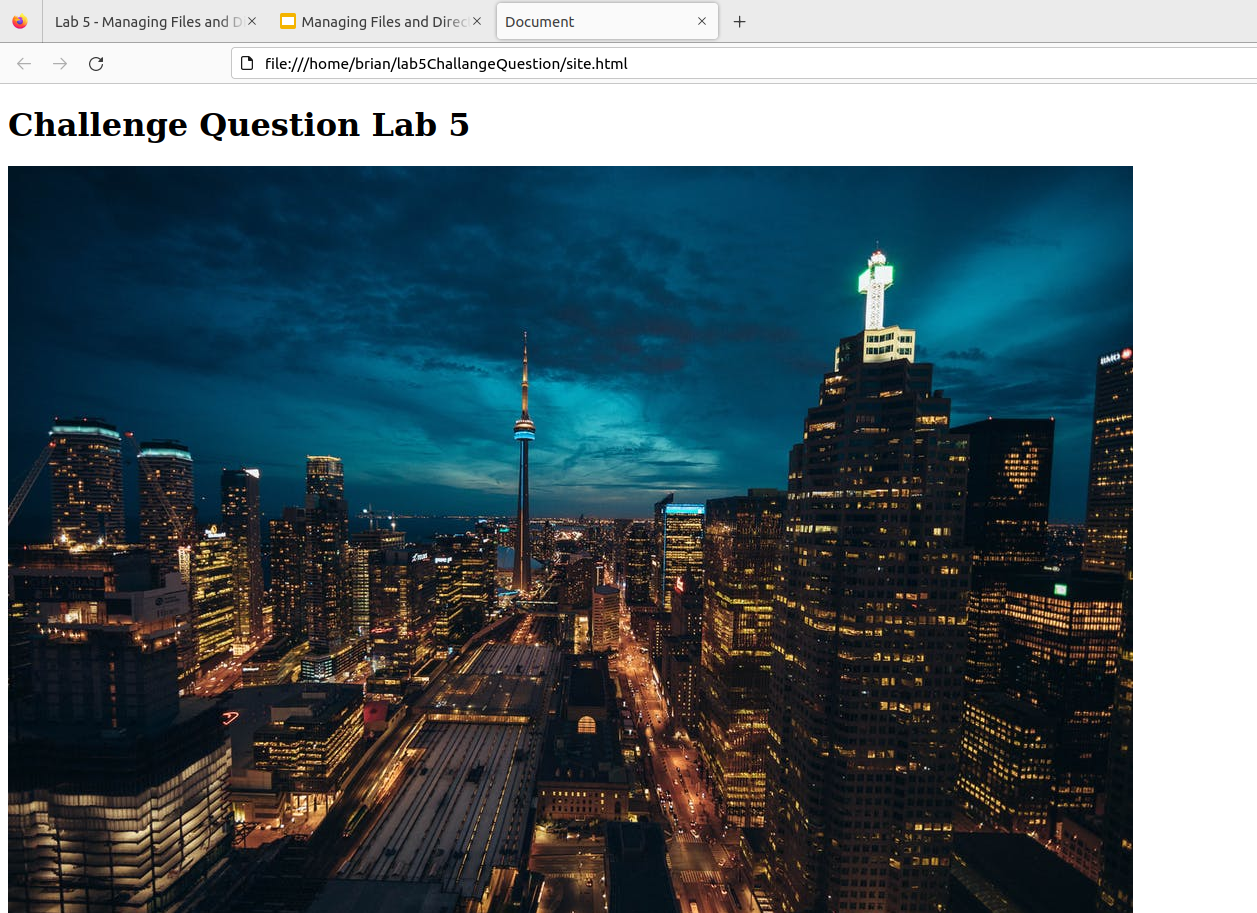 Lab 5 - Managing Files and D
Managing Files and Direc
Document
file:///home/brian/lab5ChallangeQuestion/site.html
Challenge Question Lab 5
BMO